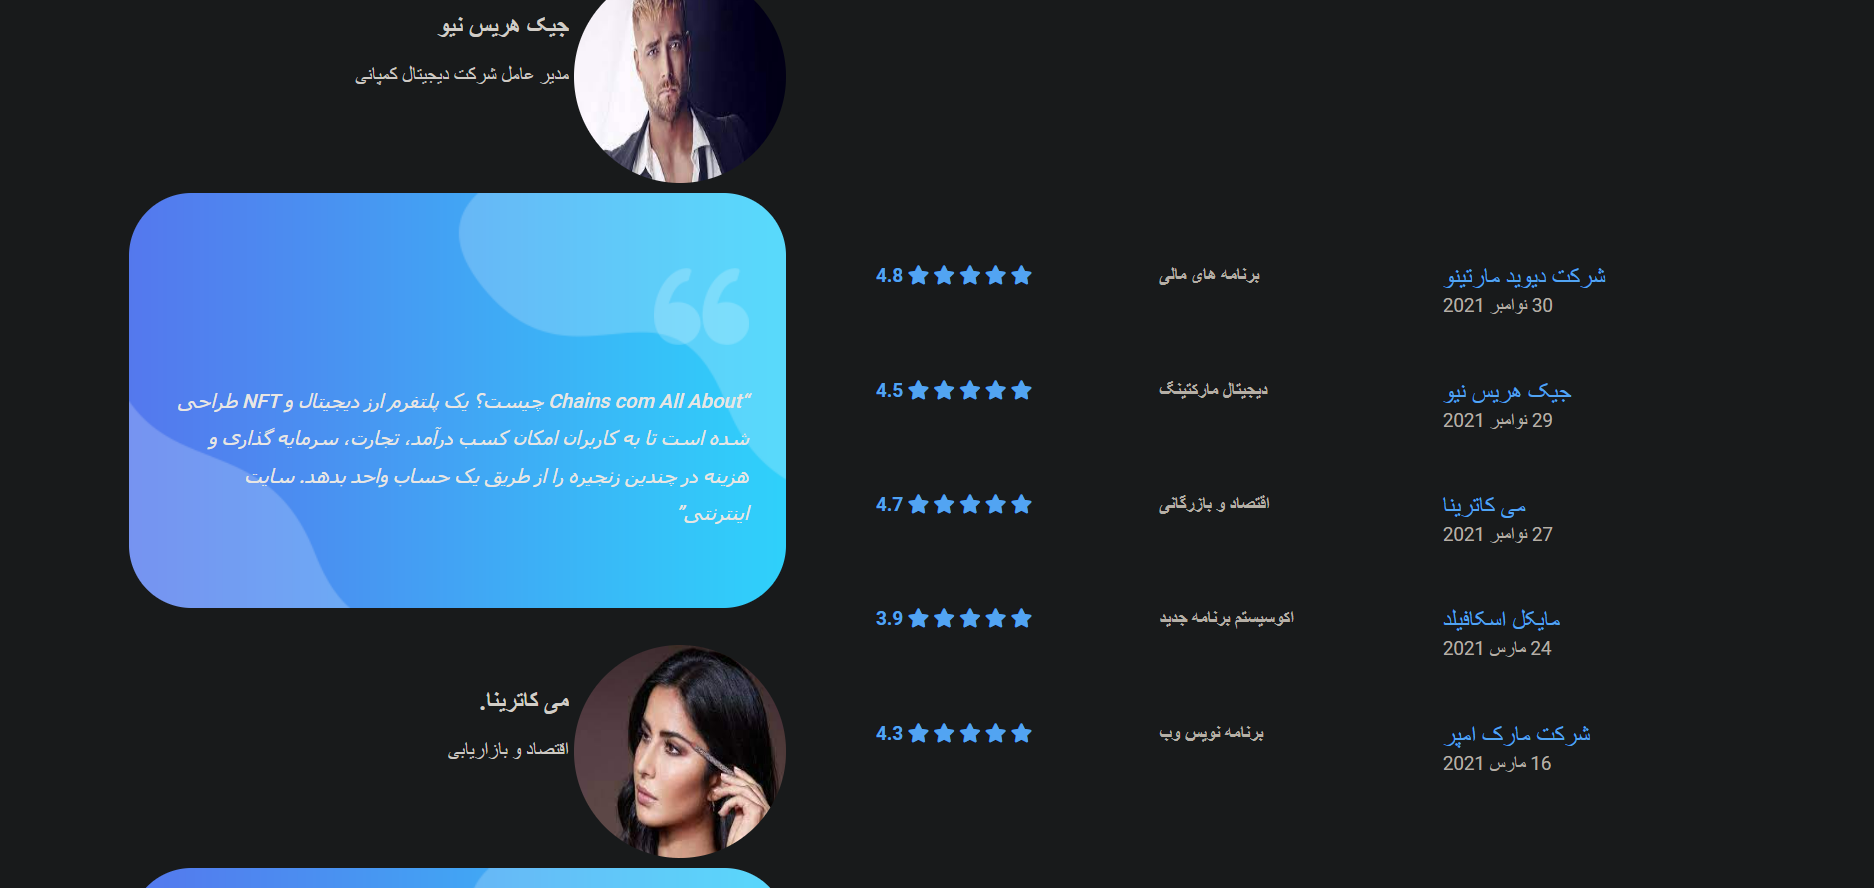 شرکت دیوید مارتینو
30 نوامبر 2021
برنامه های مالی
4.8
جیک هریس نیو
29 نوامبر 2021
دیجیتال مارکتینگ
4.5
می کاترینا
27 نوامبر 2021
اقتصاد و بازرگانی
4.7
مایکل اسکافیلد
24 مارس 2021
اکوسیستم برنامه جدید
3.9
شرکت مارک امپر
16 مارس 2021
برنامه نویس وب
4.3
جیک هریس نیو
مدیر عامل شرکت دیجیتال کمپانی
“Chains com All About چیست؟ یک پلتفرم ارز دیجیتال و NFT طراحی
شده است تا به کاربران امکان کسب درآمد، تجارت، سرمایه گذاری و
هزینه در چندین زنجیره را از طریق یک حساب واحد بدهد. سایت
اینترنتی”
می کاترینا.
اقتصاد و بازاریابی